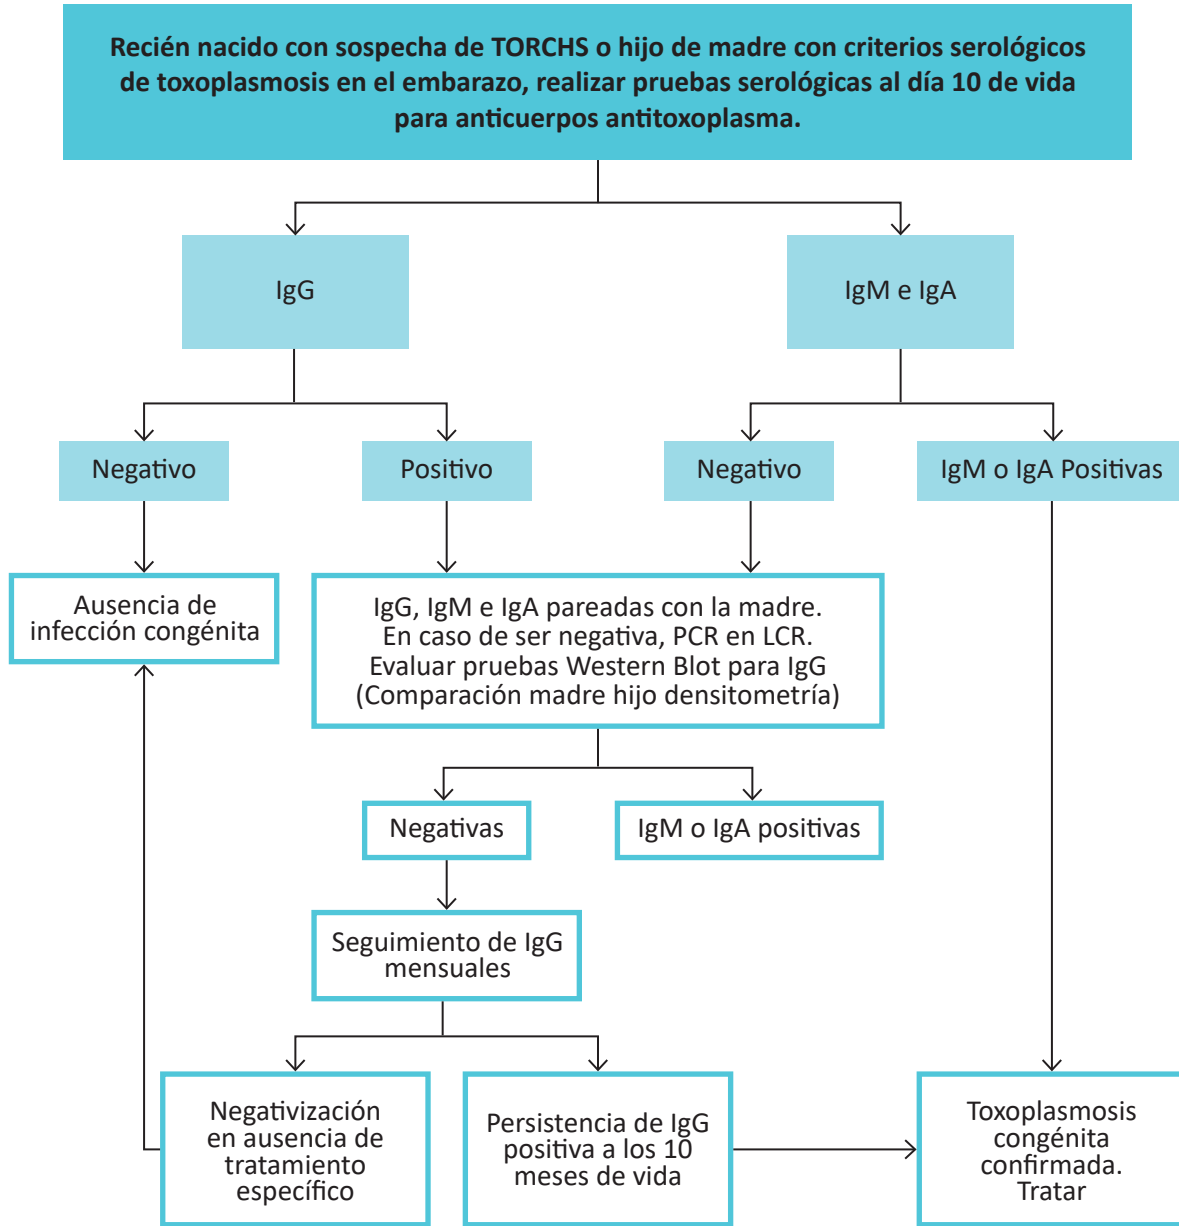 Recién nacido con sospecha de TORCHS o hijo de madre con criterios serológicos
de toxoplasmosis en el embarazo, realizar pruebas serológicas al día 10 de vida
para anticuerpos antitoxoplasma.
IgG
IgM e IgA
Negativo
Positivo
Negativo
IgM o IgA Positivas
Ausencia de
infección congénita
IgG, IgM e IgA pareadas con la madre.
En caso de ser negativa, PCR en LCR.
Evaluar pruebas Western Blot para IgG
(Comparación madre hijo densitometría)
Negativas
IgM o IgA positivas
Seguimiento de IgG
mensuales
Negativización
en ausencia de
tratamiento
específico
Persistencia de IgG
positiva a los 10
meses de vida
Toxoplasmosis
congénita
confirmada.
Tratar